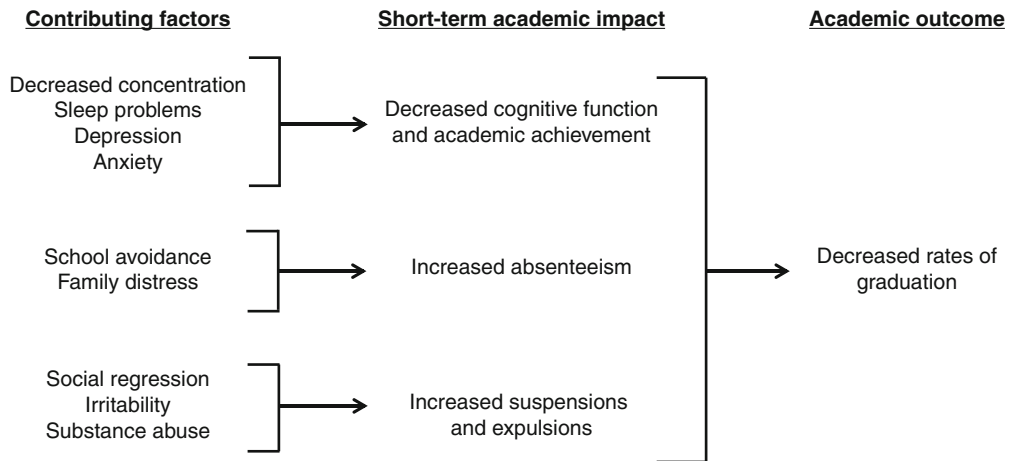 Contributing factors
Short-term academic impact
Academic outcome
Decreased concentration
Sleep problems
Depression
Anxiety
Decreased cognitive function
and academic achievement
School avoidance
Family distress
Increased absenteeism
Decreased rates of
graduation
Social regression
Irritability
Substance abuse
Increased suspensions
and expulsions